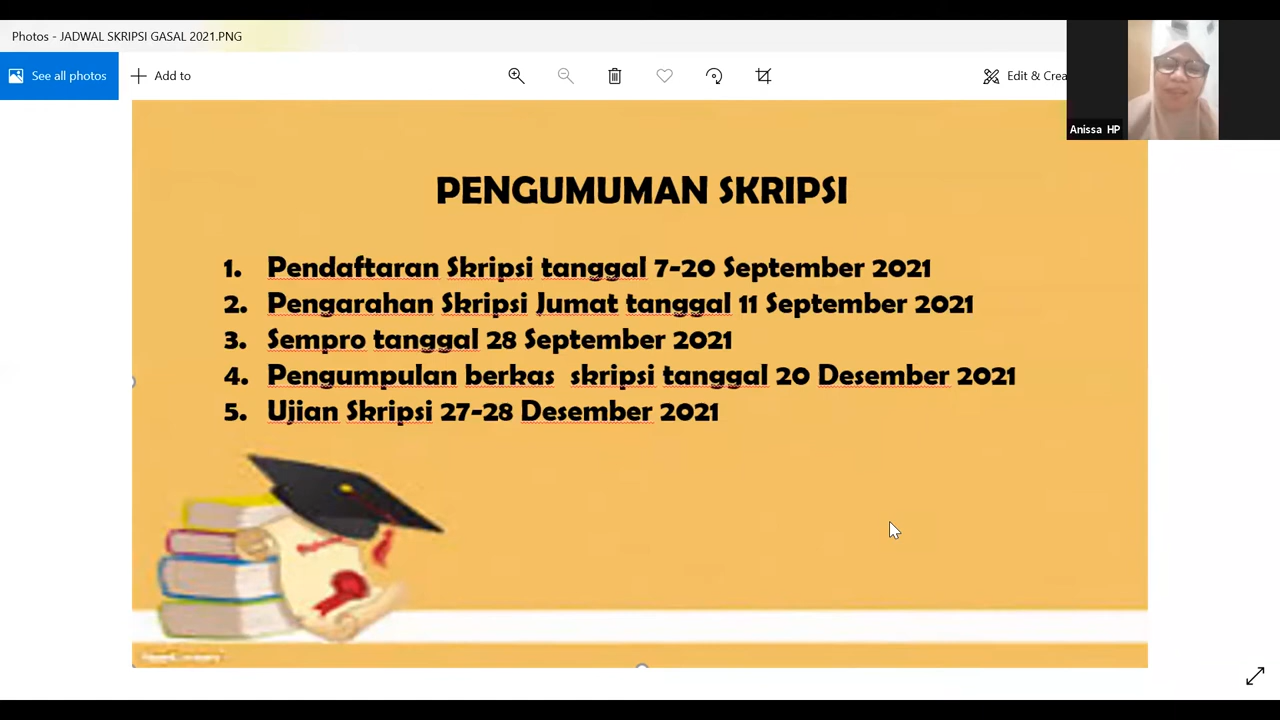 Photos - JADWAL SKRIPSI GASAL 2021.PNG
See all photos
Add to
Edit & Crea
Anissa HP
PENGUMUMAN SKRIPSI
1. Pendaftaran Skripsi tanggal 7-20 September 2021
2. Pengarahan Skripsi Jumat tanggal 11 September 2021
3. Sempro tanggal 28 September 2021
4. Pengumpulan berkas skripsi tanggal 20 Desember 2021
5. Ujian Skripsi 27-28 Desember 2021